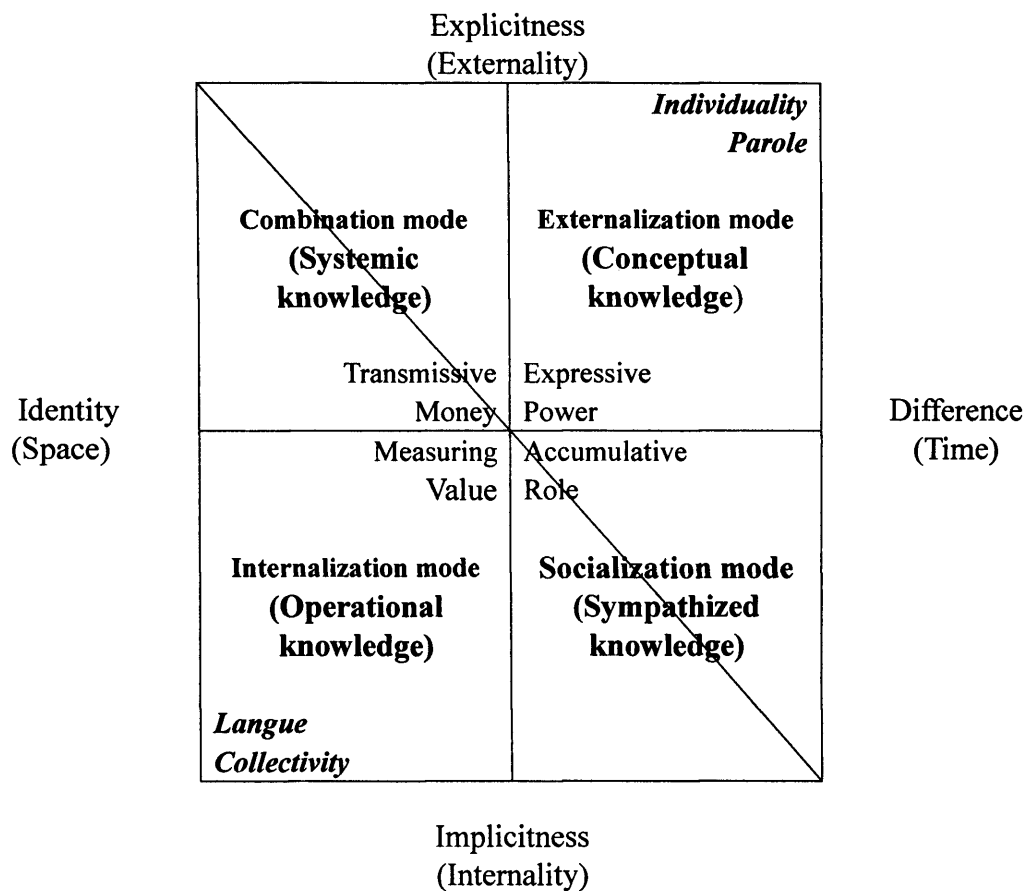 Explicitness
(Externality)
Individuality
Parole
Combination mode
(Systemic
knowledge)
Externalization mode
(Conceptual
knowledge)
Transmissive
Money
Expressive
Power
Identity
(Space)
Difference
(Time)
Measuring
Value
Accumulative
Role
Internalization mode
(Operational
knowledge)
Socialization mode
(Sympathized
knowledge)
Langue
Collectivity
Implicitness
(Internality)